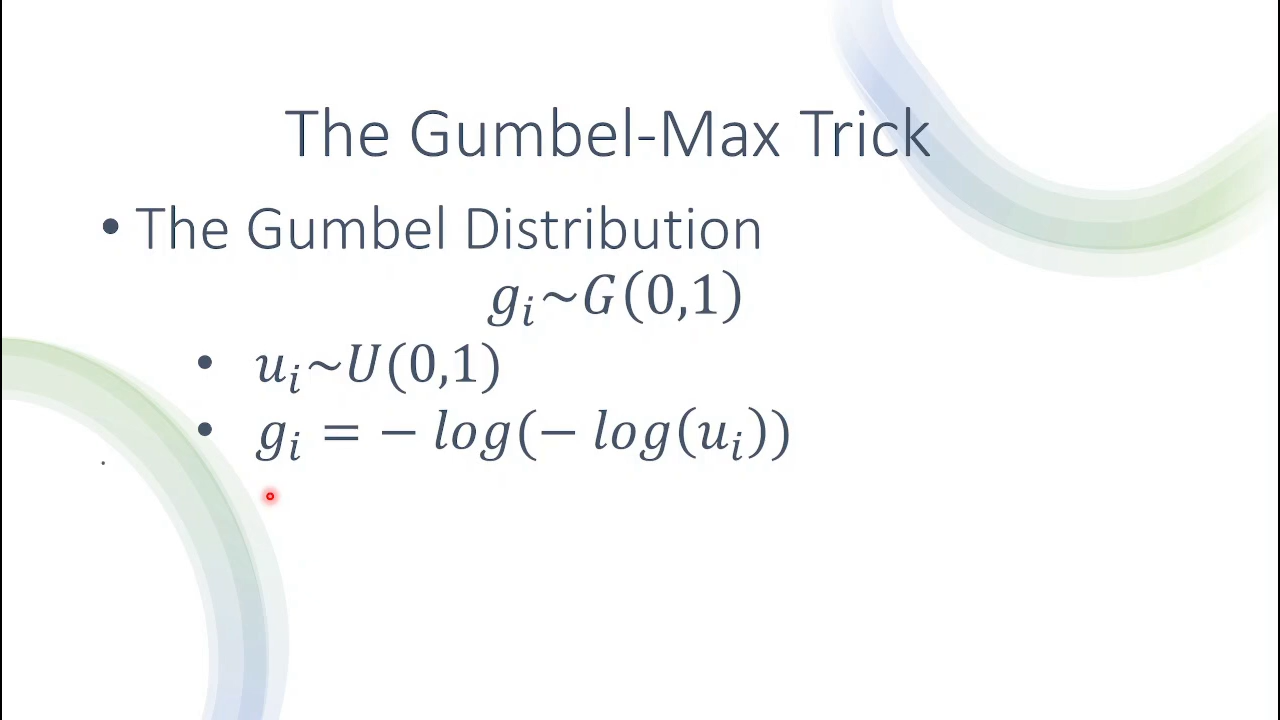 The Gumbel-Max Trick
• The Gumbel Distribution
gᵢ~G(0,1)
• uᵢ~U(0,1)
• gᵢ = − log(− log(uᵢ))
.